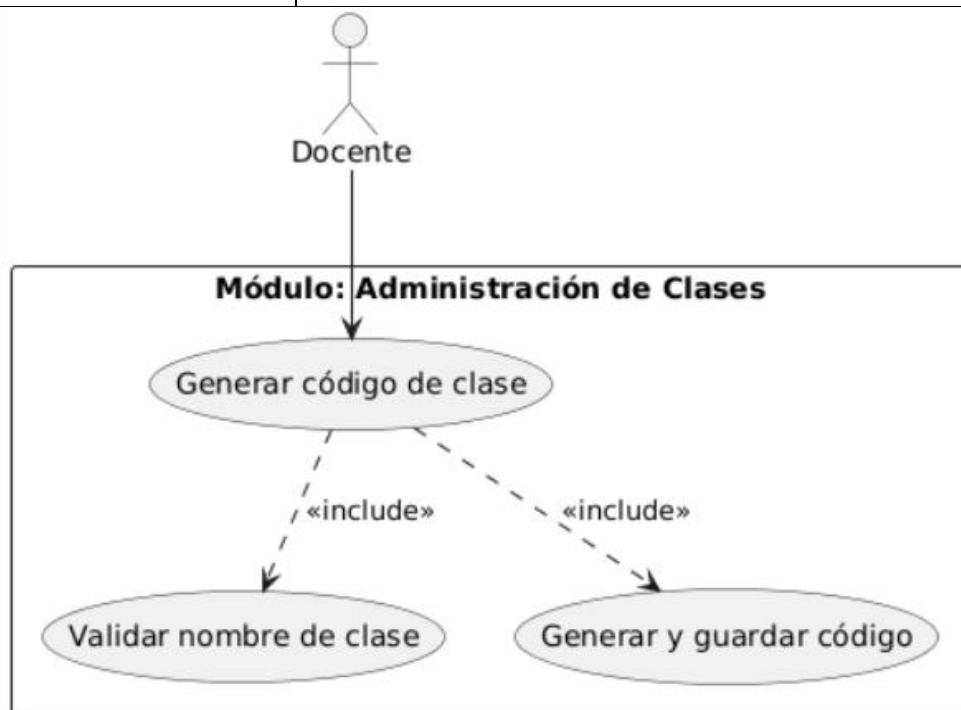 Docente
Módulo: Administración de Clases
Generar código de clase
«include»
«include»
Validar nombre de clase
Generar y guardar código